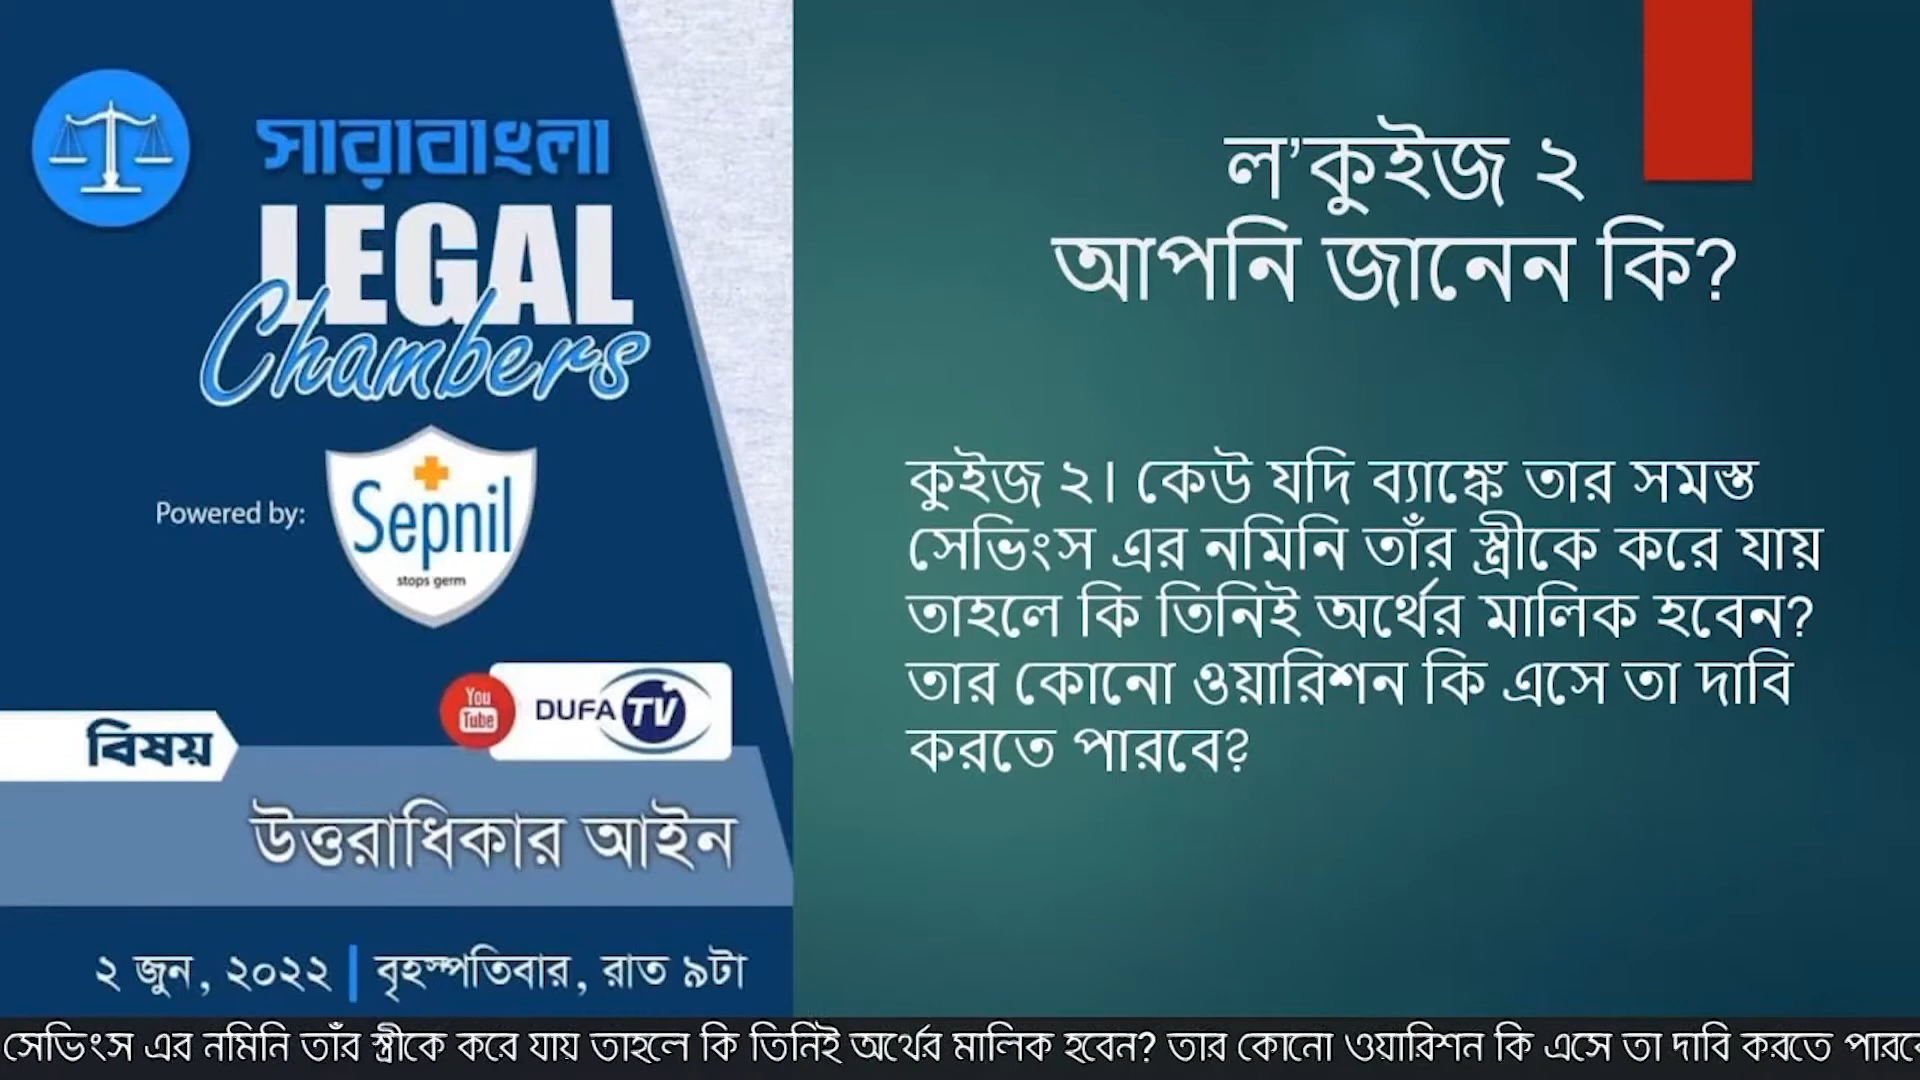 সারাবাংলা
LEGAL
Chambers
Powered by:
Sepnil
stops germ
You
Tube
DUFA TV
বিষয়
উত্তরাধিকার আইন
২ জুন, ২০২২ | বৃহস্পতিবার, রাত ৯টা
ল’কুইজ ২
আপনি জানেন কি?
কুইজ ২। কেউ যদি ব্যাঙ্কে তার সমস্ত
সেভিংস এর নমিনি তাঁর স্ত্রীকে করে যায়
তাহলে কি তিনিই অর্থের মালিক হবেন?
তার কোনো ওয়ারিশন কি এসে তা দাবি
করতে পারবে?
সেভিংস এর নমিনি তাঁর স্ত্রীকে করে যায় তাহলে কি তিনিই অর্থের মালিক হবেন? তার কোনো ওয়ারিশন কি এসে তা দাবি করতে পারবে